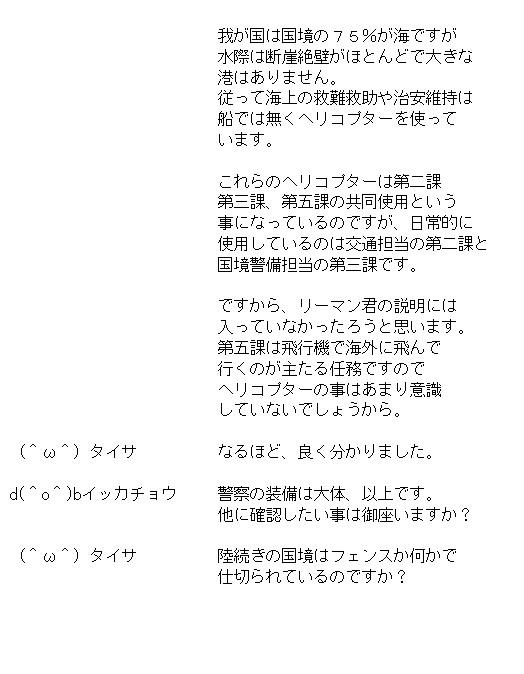 我が国は国境の７５％が海ですが
水際は断崖絶壁がほとんどで大きな
港はありません。
従って海上の救難救助や治安維持は
船では無くヘリコプターを使って
います。
これらのヘリコプターは第二課
第三課、第五課の共同使用という
事になっているのですが、日常的に
使用しているのは交通担当の第二課と
国境警備担当の第三課です。
ですから、リーマン君の説明には
入っていなかったろうと思います。
第五課は飛行機で海外に飛んで
行くのが主たる任務ですので
ヘリコプターの事はあまり意識
していないでしょうから。
（＾ω＾）タイサ　なるほど、良く分かりました。
d(＾o＾)bイッカチョウ　警察の装備は大体、以上です。
他に確認したい事は御座いますか？
（＾ω＾）タイサ　陸続きの国境はフェンスか何かで
仕切られているのですか？